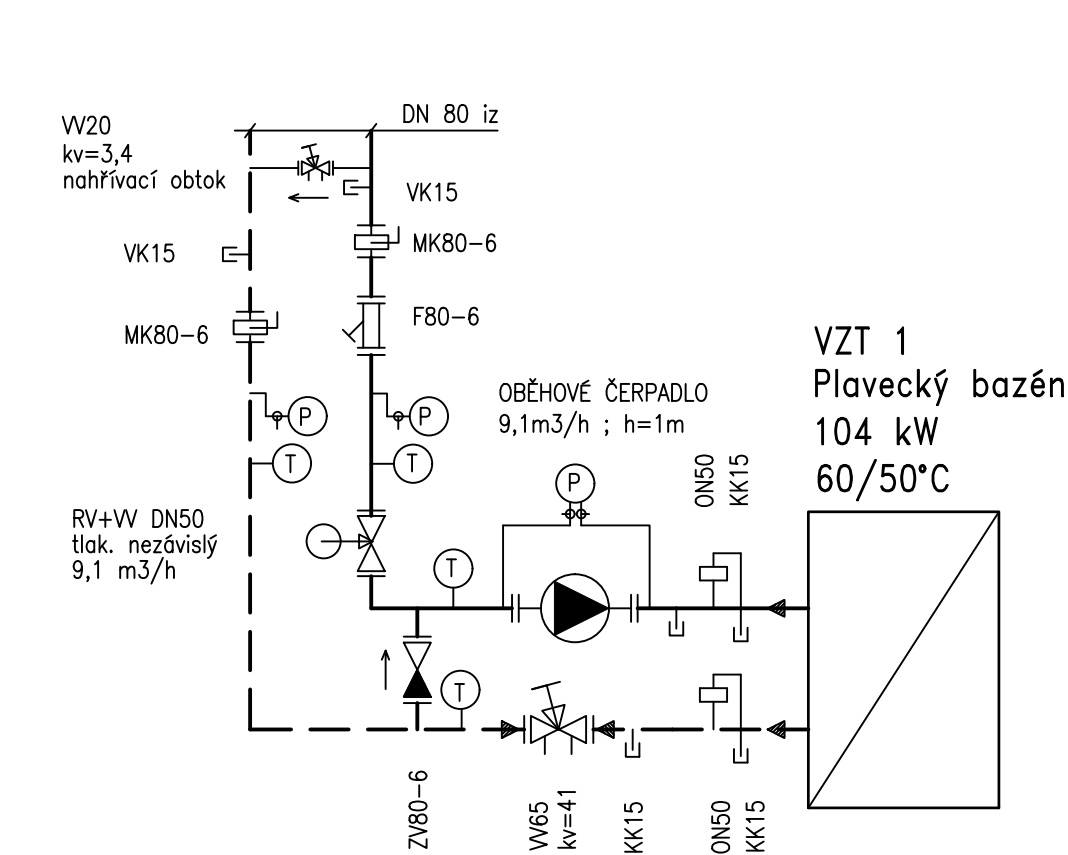 DN 80 iz
VV20
kv=3,4
nahřívací obtok
VK15
VK15
MK80-6
MK80-6
F80-6
VZT 1
Plavecký bazén
104 kW
60/50°C
OBĚHOVÉ ČERPADLO
9,1m3/h ; h=1m
P
P
T
T
P
ON50
KK15
RV+VV DN50
tlak. nezávislý
9,1 m3/h
T
T
ZV80-6
VV65
kv=41
KK15
ON50
KK15